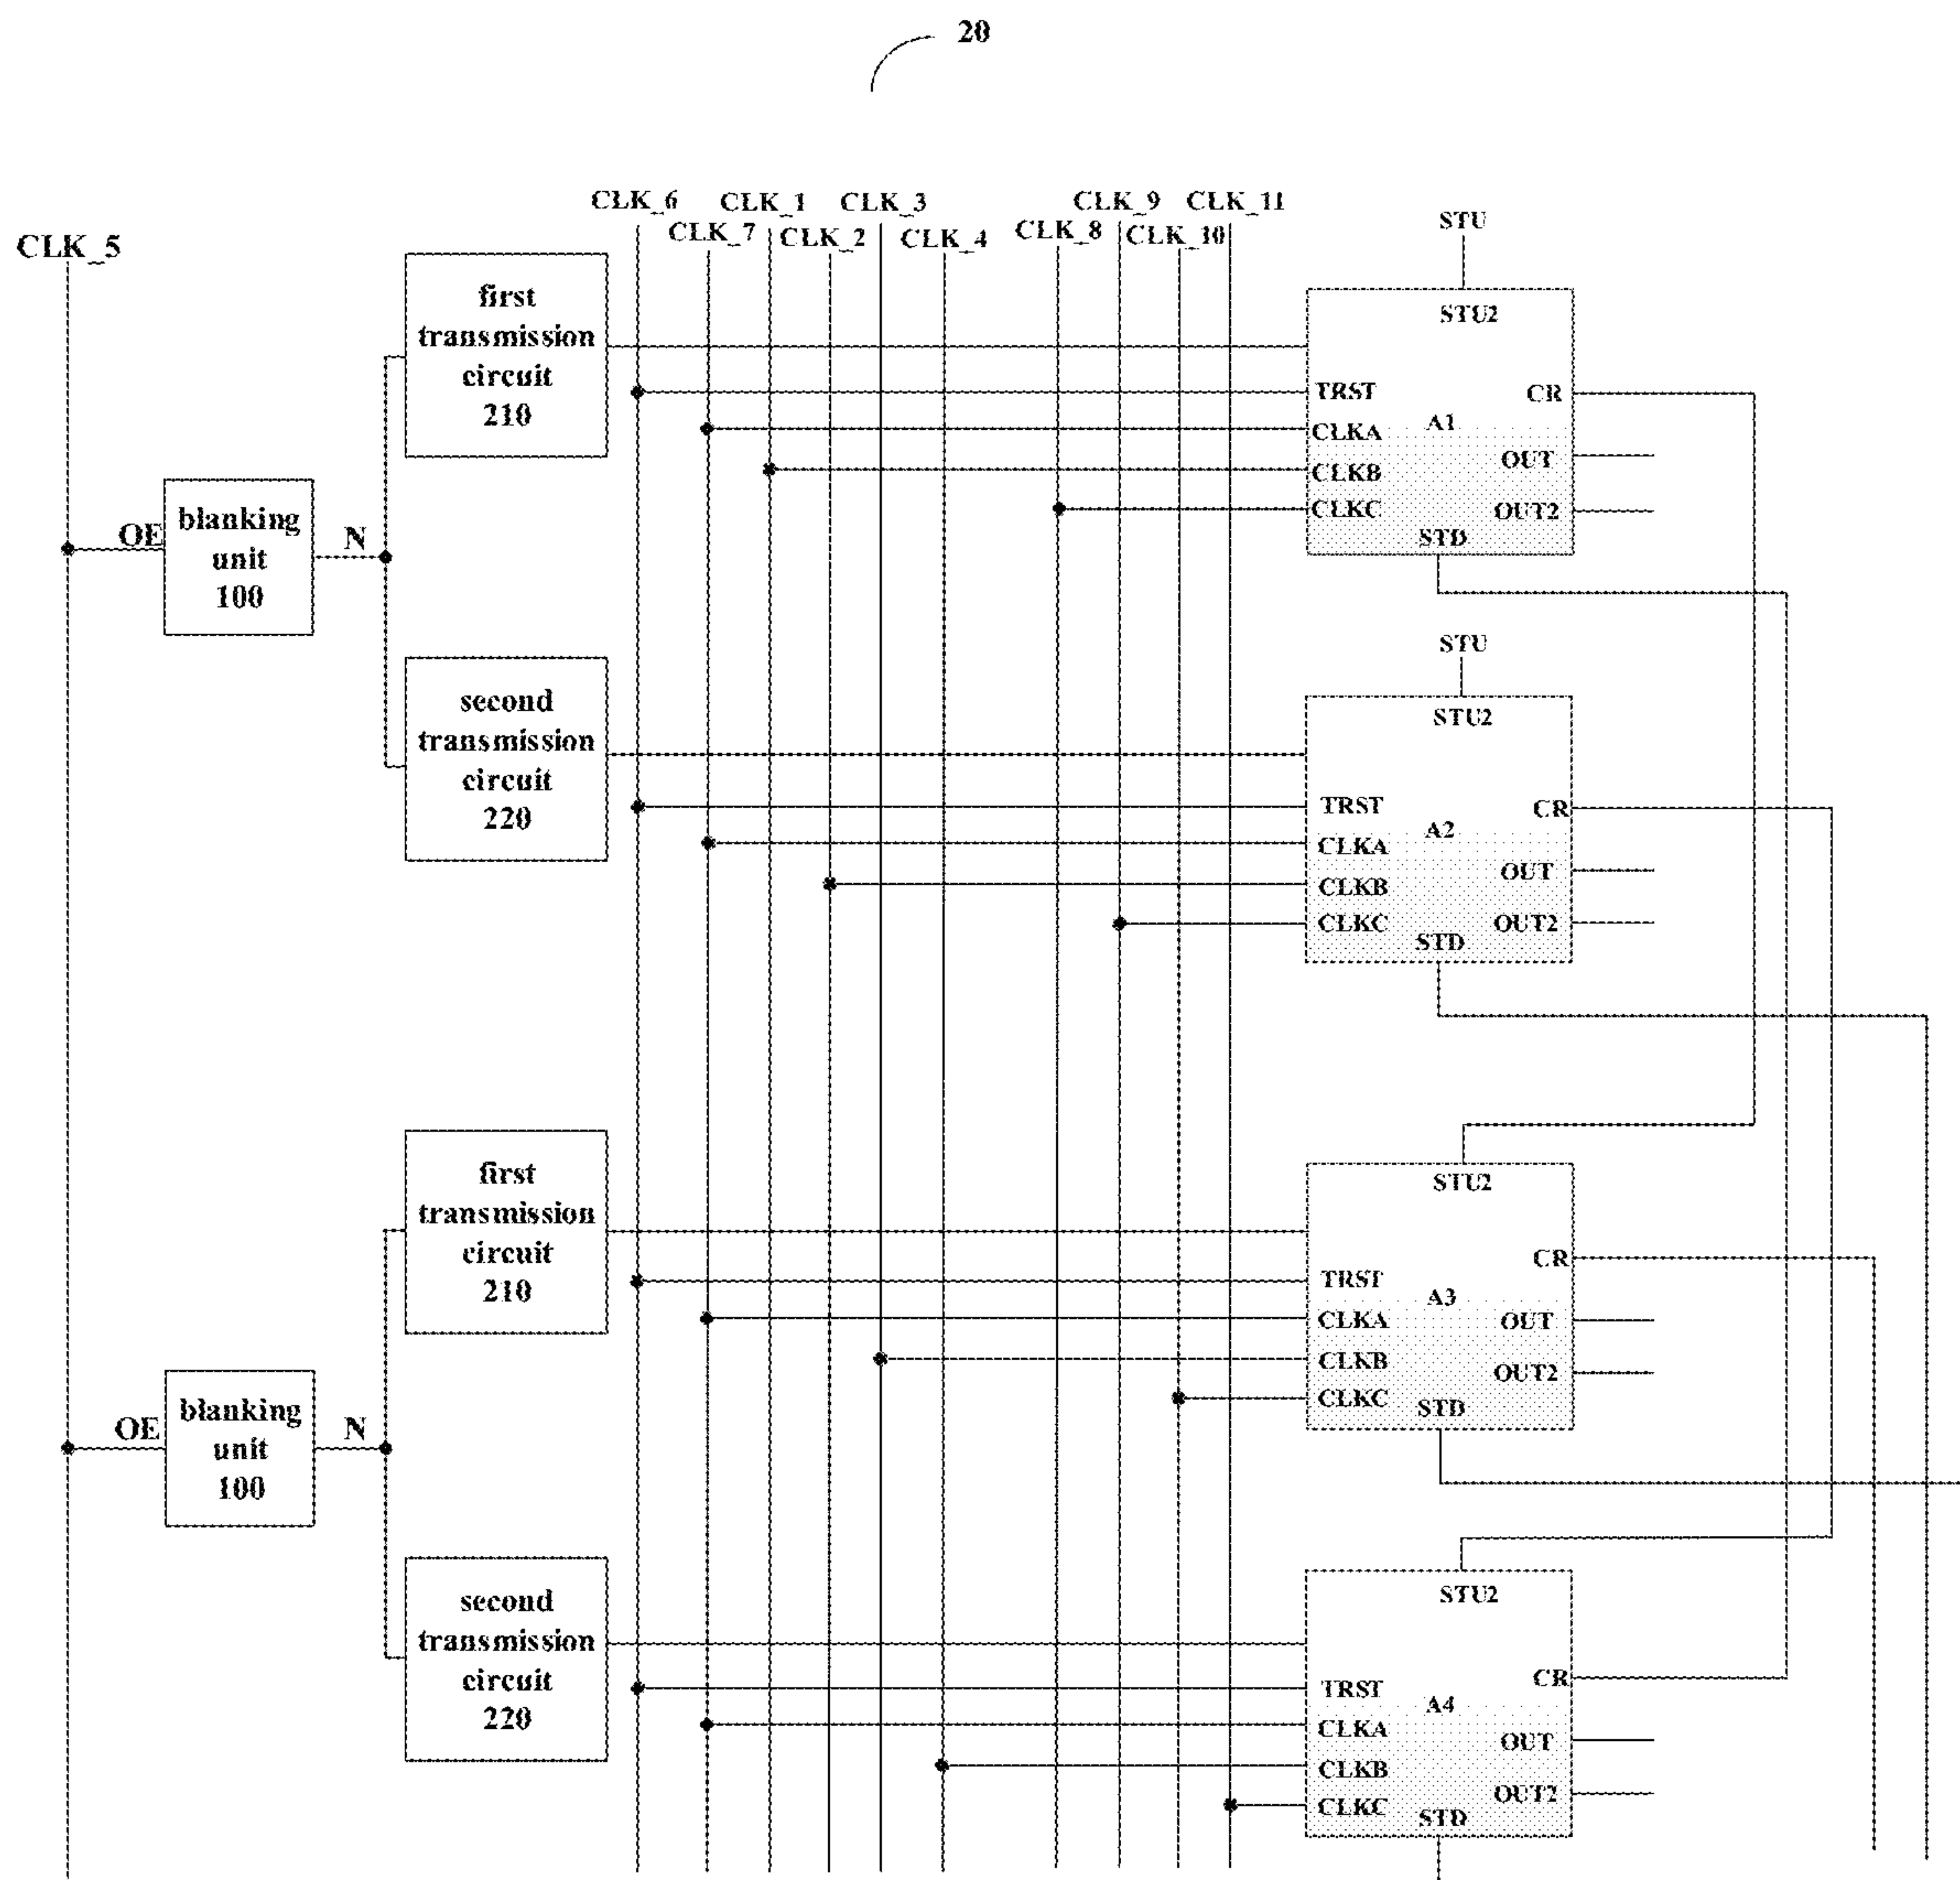 20
CLK_6 CLK_1 CLK_3 CLK_9 CLK_11
CLK_5 CLK_7 CLK_2 CLK_4 CLK_8 CLK_10
STU
first
transmission
circuit
210
STU2
TRST
CLKA
CLKB
CLKC
A1
CR
OUT
OUT2
STD
OE
blanking
unit
100
N
second
transmission
circuit
220
STU
STU2
TRST
CLKA
CLKB
CLKC
A2
CR
OUT
OUT2
STD
first
transmission
circuit
210
STU2
TRST
CLKA
CLKB
CLKC
A3
CR
OUT
OUT2
STD
OE
blanking
unit
100
N
second
transmission
circuit
220
STU2
TRST
CLKA
CLKB
CLKC
A4
CR
OUT
OUT2
STD